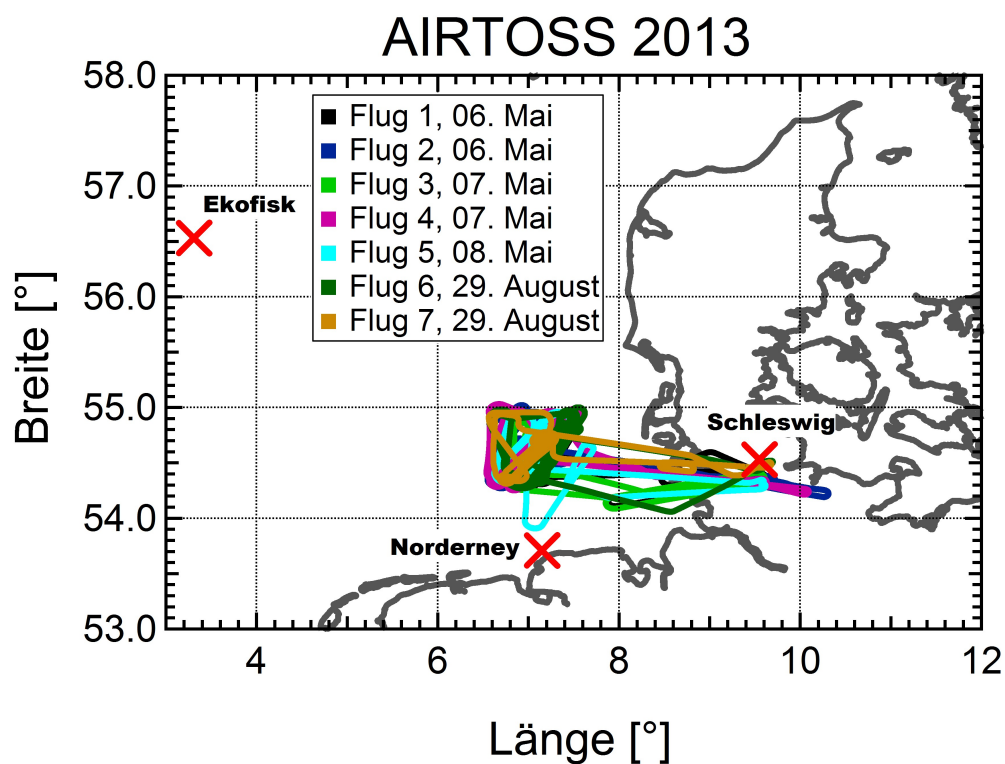 AIRTOSS 2013
58.0
57.0
56.0
55.0
54.0
53.0
Breite [°]
Flug 1, 06. Mai
Flug 2, 06. Mai
Flug 3, 07. Mai
Flug 4, 07. Mai
Flug 5, 08. Mai
Flug 6, 29. August
Flug 7, 29. August
Ekofisk
Schleswig
Norderney
4 6 8 10 12
Länge [°]